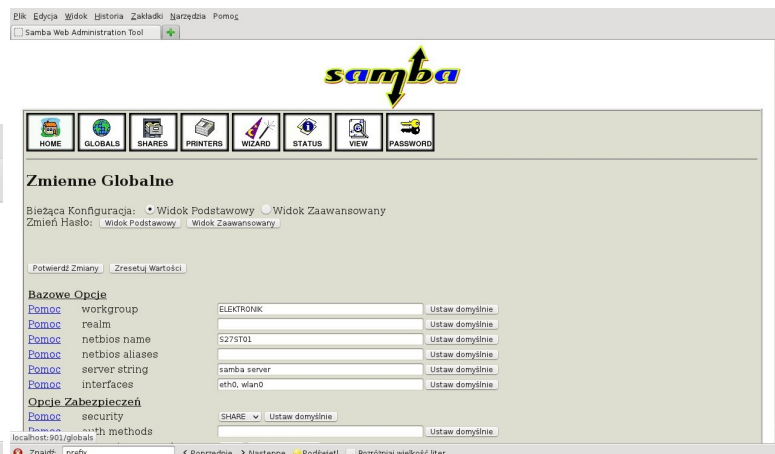 Plik Edycja Widok Historia Zakładki Narzędzia Pomoc
Samba Web Administration Tool
samba
HOME GLOBALS SHARES PRINTERS WIZARD STATUS VIEW PASSWORD
Zmienne Globalne
Bieżąca Konfiguracja: Widok Podstawowy Widok Zaawansowany
Zmień Hasło: Widok Podstawowy Widok Zaawansowany
Potwierdź Zmiany Zresetuj Wartości
Bazowe Opcje
Pomoc workgroup ELEKTRONIK Ustaw domyślnie
Pomoc realm Ustaw domyślnie
Pomoc netbios name S27ST01 Ustaw domyślnie
Pomoc netbios aliases Ustaw domyślnie
Pomoc server string samba server Ustaw domyślnie
Pomoc interfaces eth0, wlan0 Ustaw domyślnie
Opcje Zabezpieczeń
Pomoc security SHARE Ustaw domyślnie
Pomoc auth methods Ustaw domyślnie
localhost:901/globals
Znajdź: prefix Poprzednie Następne Podświetl Rozróżniaj wielkość liter